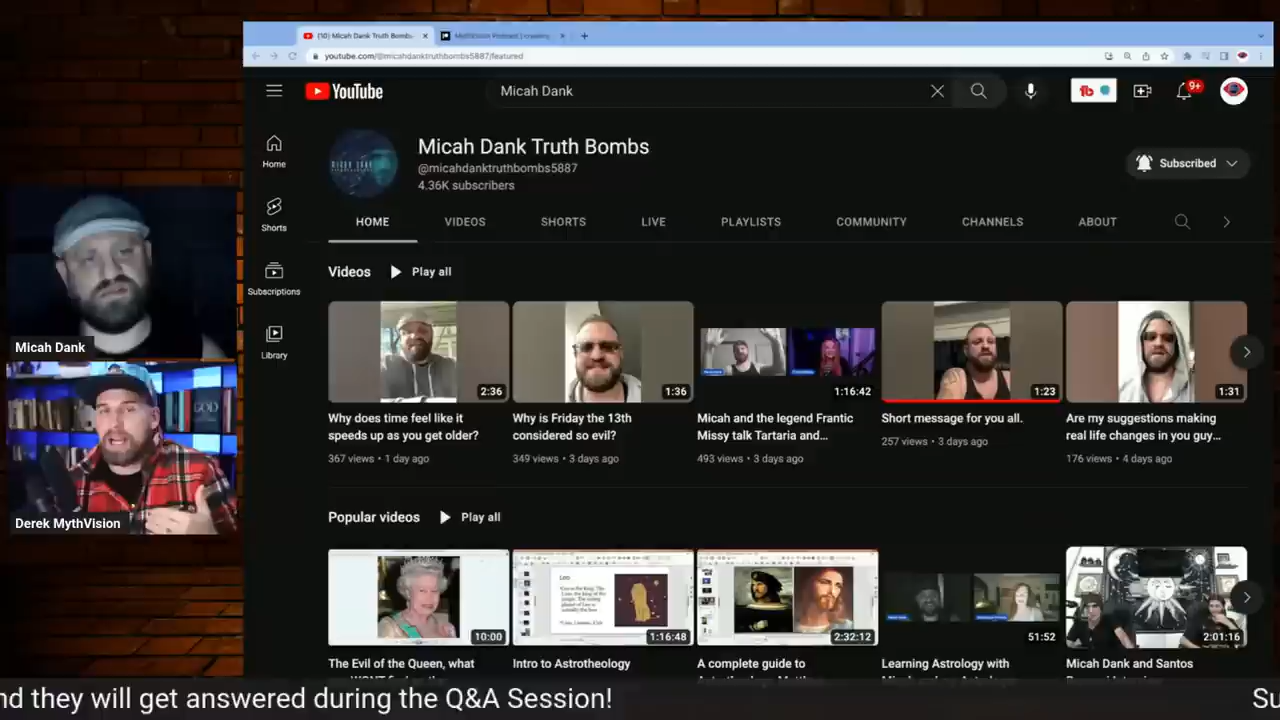 (10) Micah Dank Truth Bombs
MythVision Podcast | creating
youtube.com/@micahdanktruthbombs5887/featured
YouTube
Micah Dank
tb
9+
Home
Shorts
Subscriptions
Library
Micah Dank Truth Bombs
@micahdanktruthbombs5887
4.36K subscribers
Subscribed
HOME VIDEOS SHORTS LIVE PLAYLISTS COMMUNITY CHANNELS ABOUT
Videos Play all
2:36
1:36
1:16:42
1:23
1:31
Why does time feel like it
speeds up as you get older?
367 views • 1 day ago
Why is Friday the 13th
considered so evil?
349 views • 3 days ago
Micah and the legend Frantic
Missy talk Tartaria and...
493 views • 3 days ago
Short message for you all.
257 views • 3 days ago
Are my suggestions making
real life changes in you guy...
176 views • 4 days ago
Popular videos Play all
10:00
Leo
1:16:48
2:32:12
51:52
2:01:16
The Evil of the Queen, what
Intro to Astrotheology
A complete guide to
Learning Astrology with
Micah Dank and Santos
Micah Dank
GOD
Derek MythVision
nd they will get answered during the Q&A Session!
Su